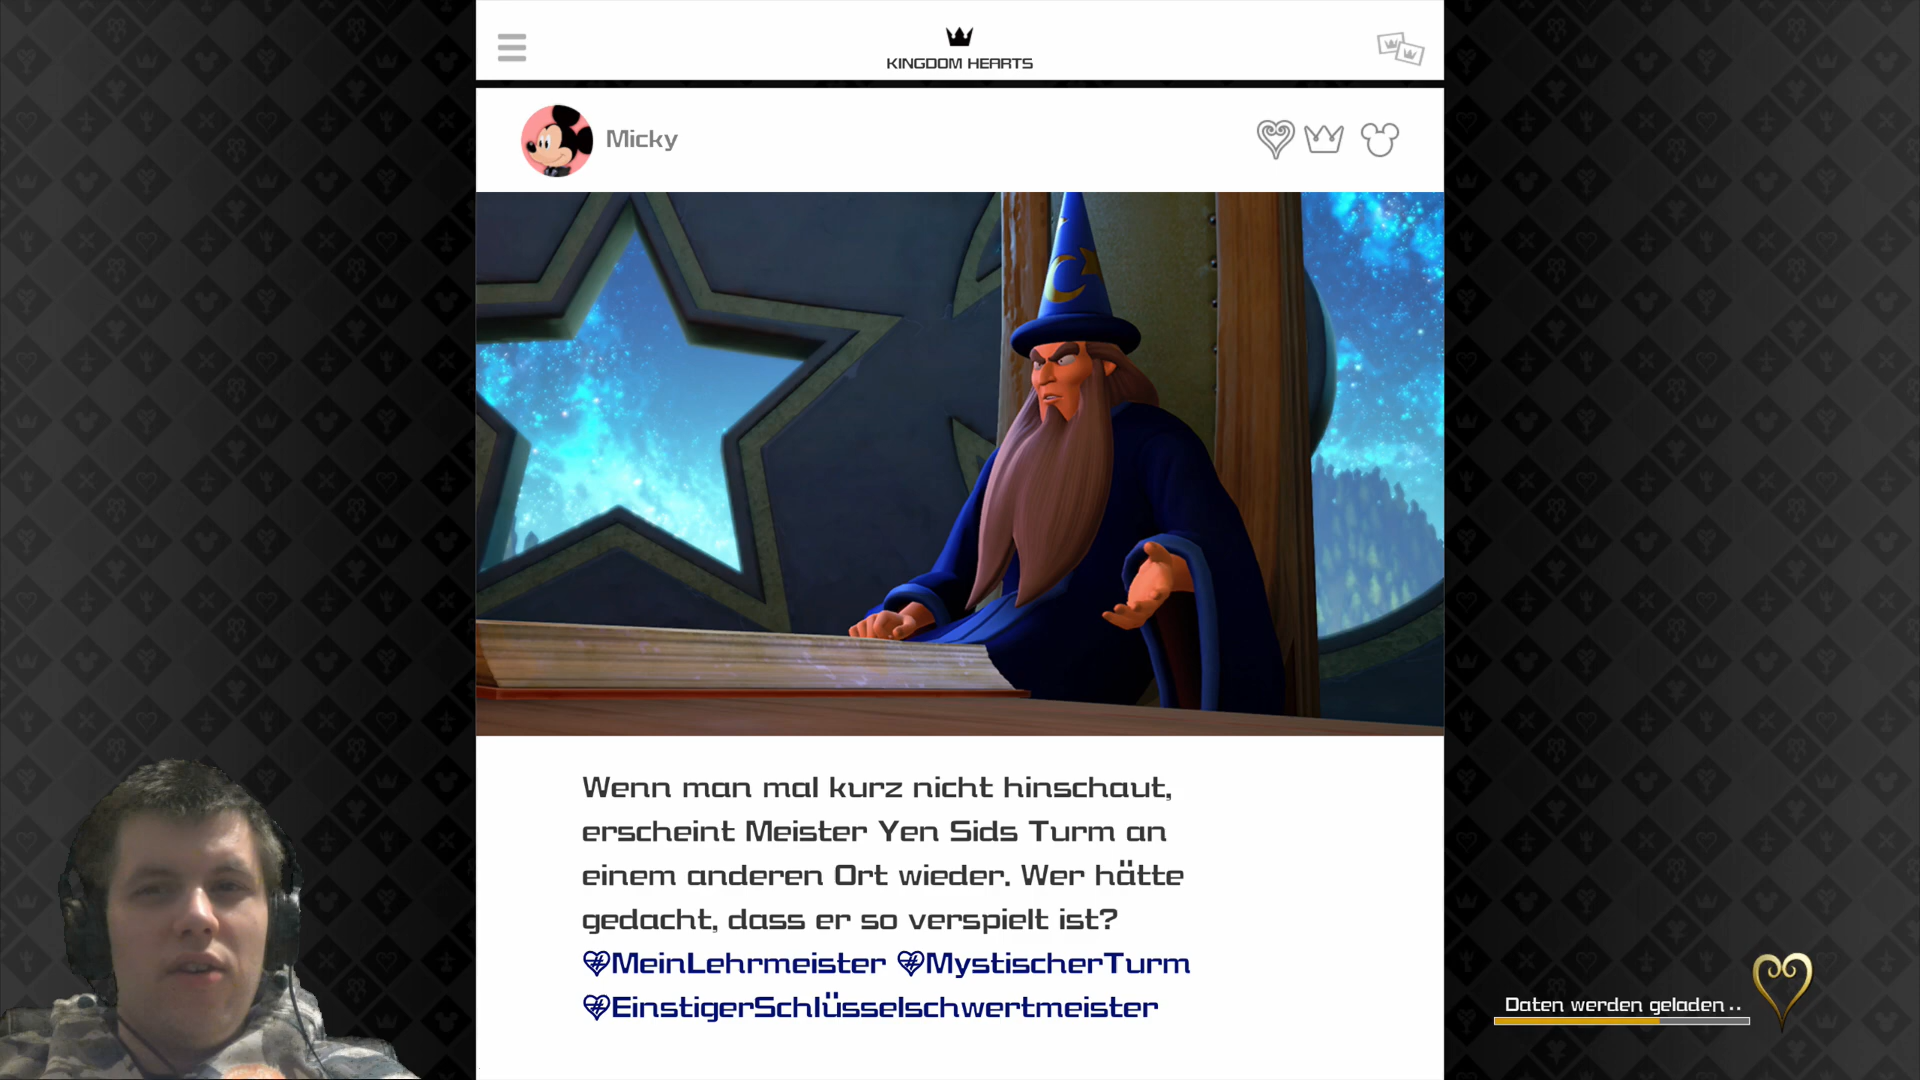 KINGDOM HEARTS
Micky
Wenn man mal kurz nicht hinschaut,
erscheint Meister Yen Sids Turm an
einem anderen Ort wieder. Wer hätte
gedacht, dass er so verspielt ist?
#MeinLehrmeister #MystischerTurm
#EinstigerSchlüsselschwertmeister
Daten werden geladen..